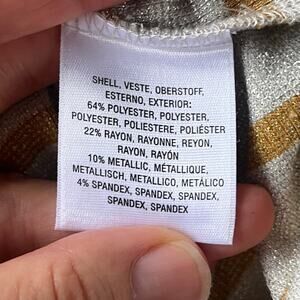 SHELL, VESTE, OBERSTOFF,
ESTERNO, EXTERIOR:
64% POLYESTER, POLYESTER,
POLYESTER, POLIESTERE, POLIÉSTER
22% RAYON, RAYONNE, REYON,
RAYON, RAYÓN
10% METALLIC, MÉTALLIQUE,
METALLISCH, METALLICO, METÁLICO
4% SPANDEX, SPANDEX, SPANDEX,
SPANDEX, SPANDEX